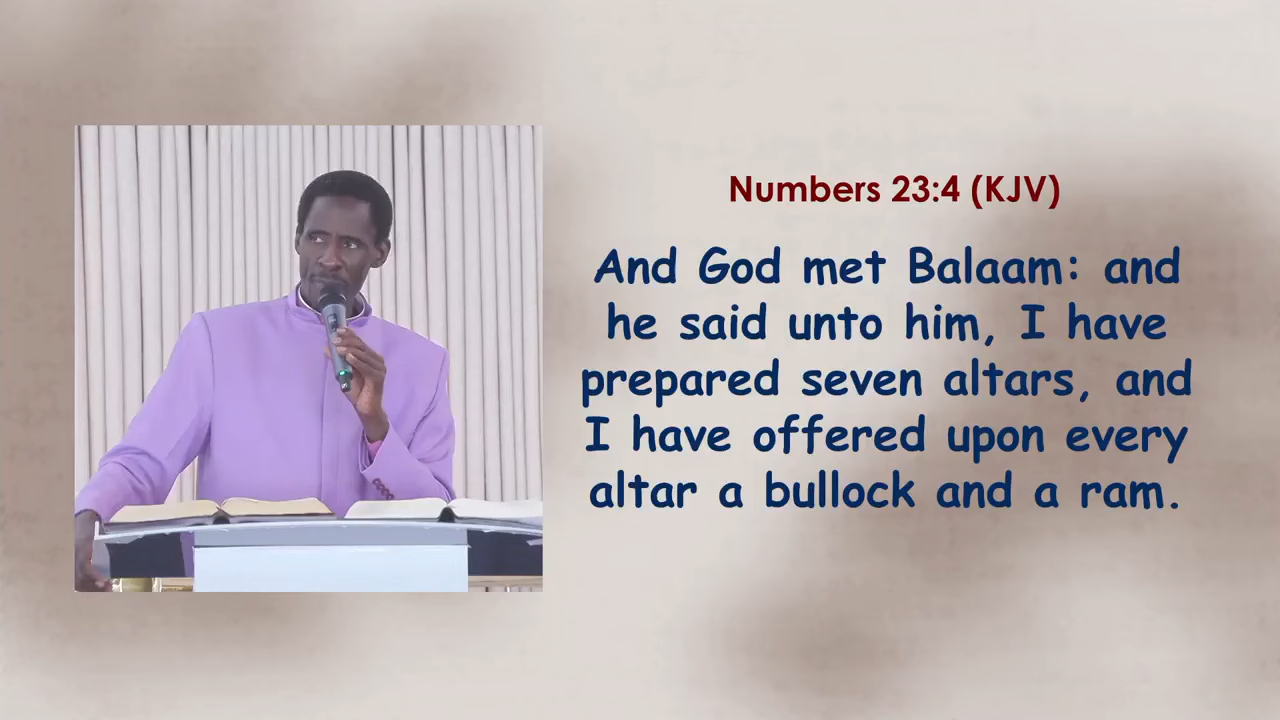 Numbers 23:4 (KJV)
And God met Balaam: and
he said unto him, I have
prepared seven altars, and
I have offered upon every
altar a bullock and a ram.